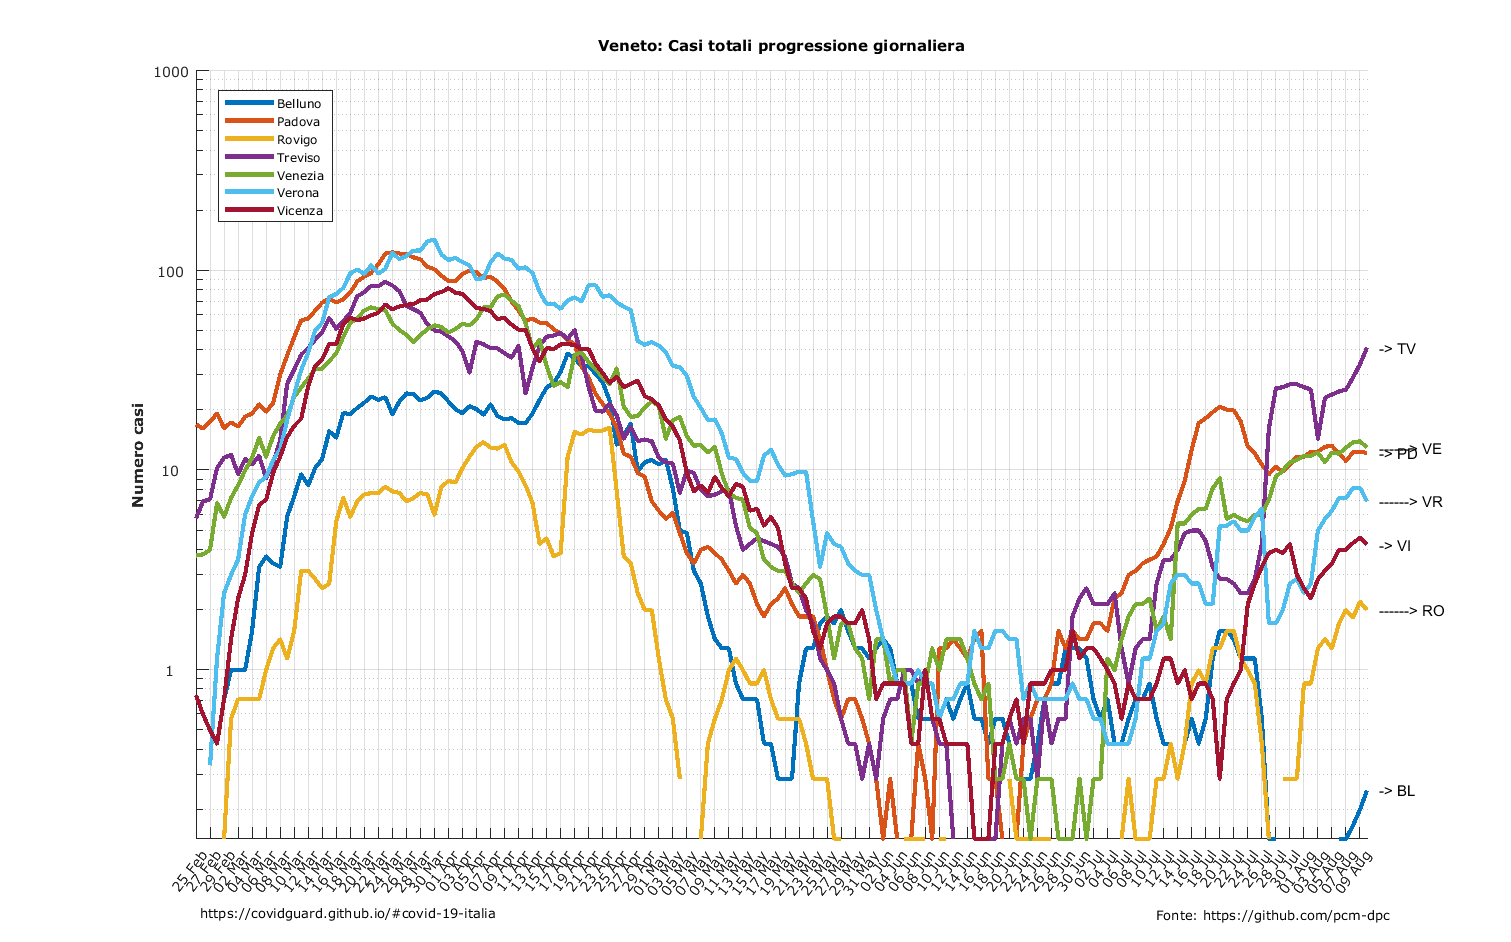 Veneto: Casi totali progressione giornaliera
1000
100
10
1
Numero casi
Belluno
Padova
Rovigo
Treviso
Venezia
Verona
Vicenza
-> TV
-----> VE
-> PD
------> VR
-> VI
------> RO
-> BL
25 Feb
27 Feb
29 Feb
02 Mar
04 Mar
06 Mar
08 Mar
10 Mar
12 Mar
14 Mar
16 Mar
18 Mar
20 Mar
22 Mar
24 Mar
26 Mar
28 Mar
30 Mar
01 Apr
03 Apr
05 Apr
07 Apr
09 Apr
11 Apr
13 Apr
15 Apr
17 Apr
19 Apr
21 Apr
23 Apr
25 Apr
27 Apr
29 Apr
01 May
03 May
05 May
07 May
09 May
11 May
13 May
15 May
17 May
19 May
21 May
23 May
25 May
27 May
29 May
31 May
02 Jun
04 Jun
06 Jun
08 Jun
10 Jun
12 Jun
14 Jun
16 Jun
18 Jun
20 Jun
22 Jun
24 Jun
26 Jun
28 Jun
30 Jun
02 Jul
04 Jul
06 Jul
08 Jul
10 Jul
12 Jul
14 Jul
16 Jul
18 Jul
20 Jul
22 Jul
24 Jul
26 Jul
28 Jul
30 Jul
01 Aug
03 Aug
05 Aug
07 Aug
09 Aug
https://covidguard.github.io/#covid-19-italia
Fonte: https://github.com/pcm-dpc